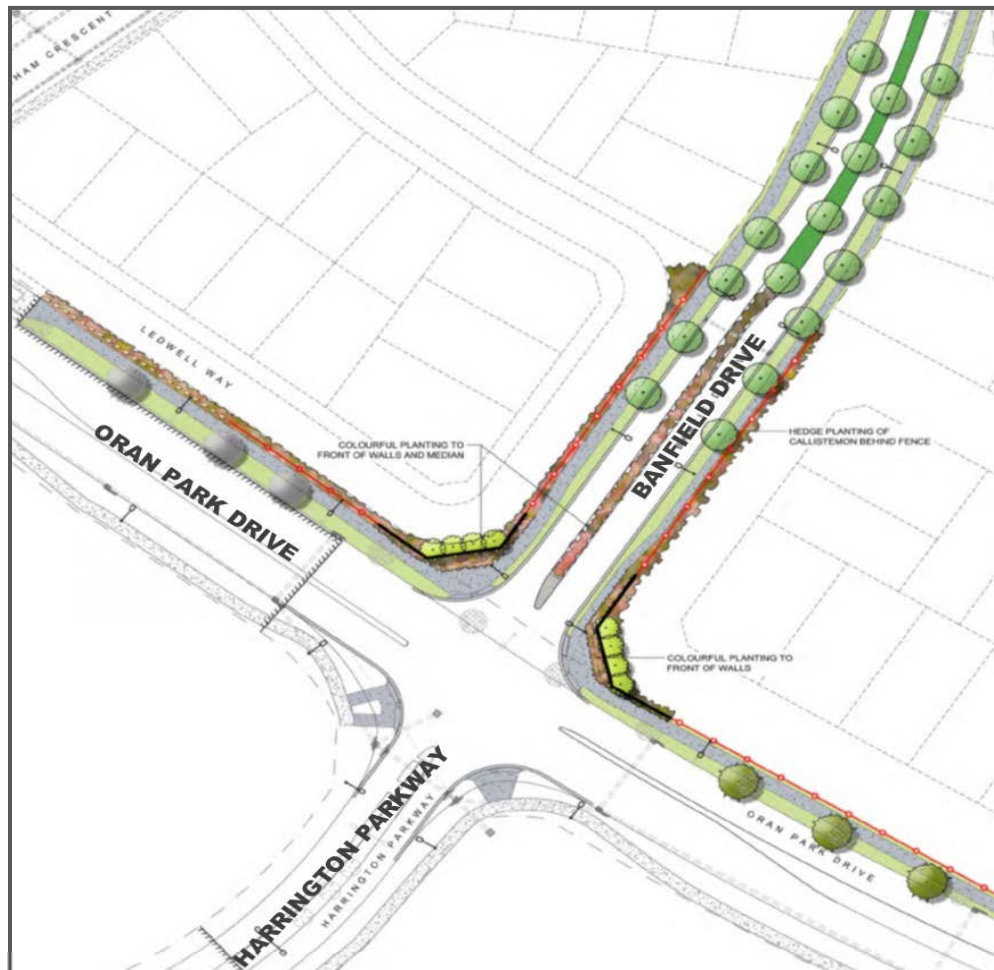 HAM CRESCENT
LEDWELL WAY
ORAN PARK DRIVE
COLOURFUL PLANTING TO
FRONT OF WALLS AND MEDIAN
BANFIELD DRIVE
HEDGE PLANTING OF
CALLISTEMON BEHIND FENCE
COLOURFUL PLANTING TO
FRONT OF WALLS
ORAN PARK DRIVE
HARRINGTON PARKWAY
HARRINGTON PARKWAY